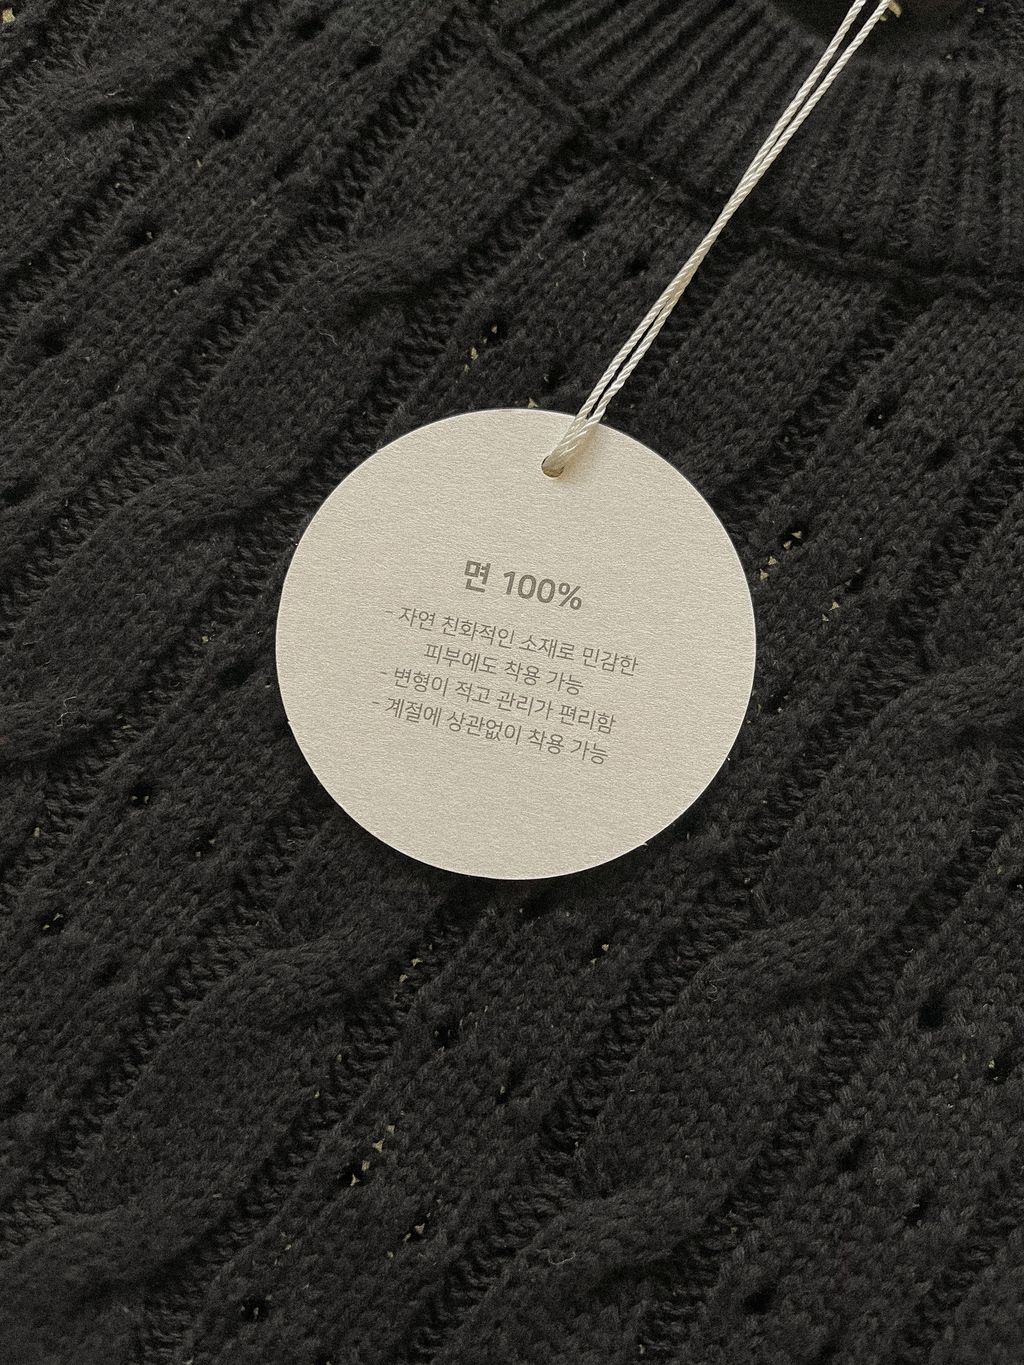 면 100%
- 자연 친화적인 소재로 민감한
피부에도 착용 가능
- 변형이 적고 관리가 편리함
- 계절에 상관없이 착용 가능